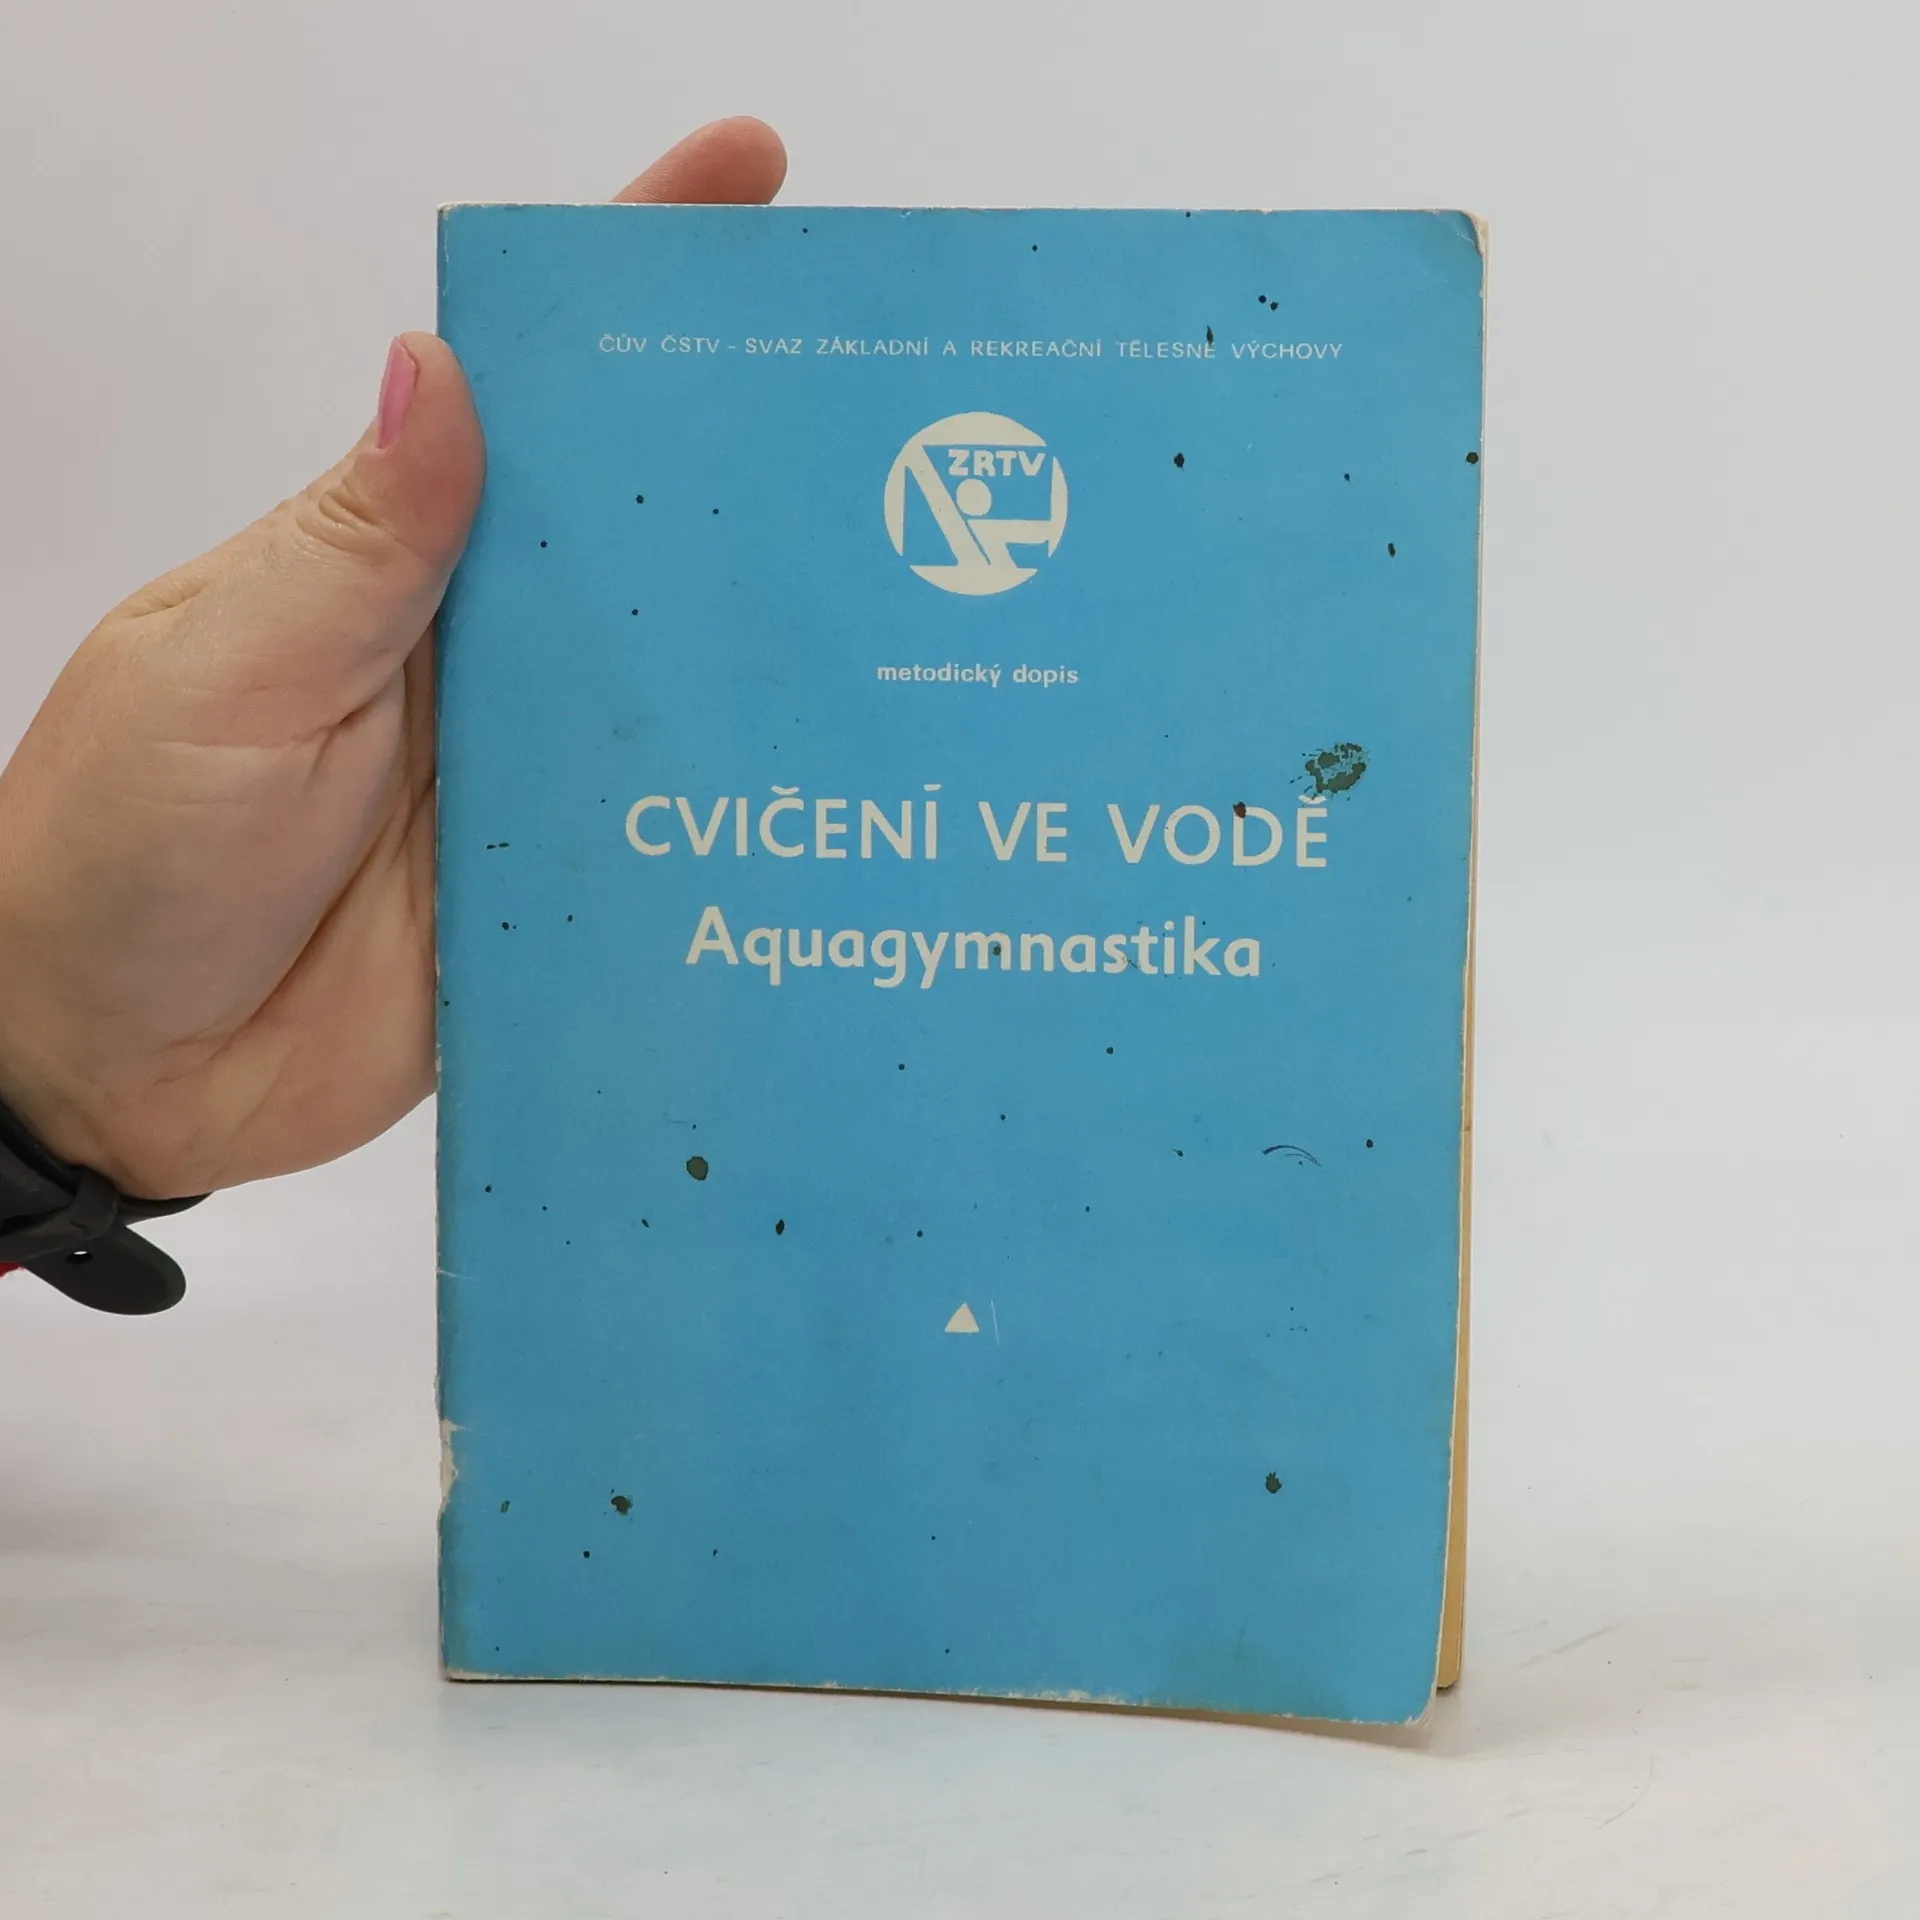 ČÚV ČSTV - SVAZ ZÁKLADNÍ A REKREAČNÍ TĚLESNÉ VÝCHOVY
ZRTV
metodický dopis
CVIČENÍ VE VODĚ
Aquagymnastika